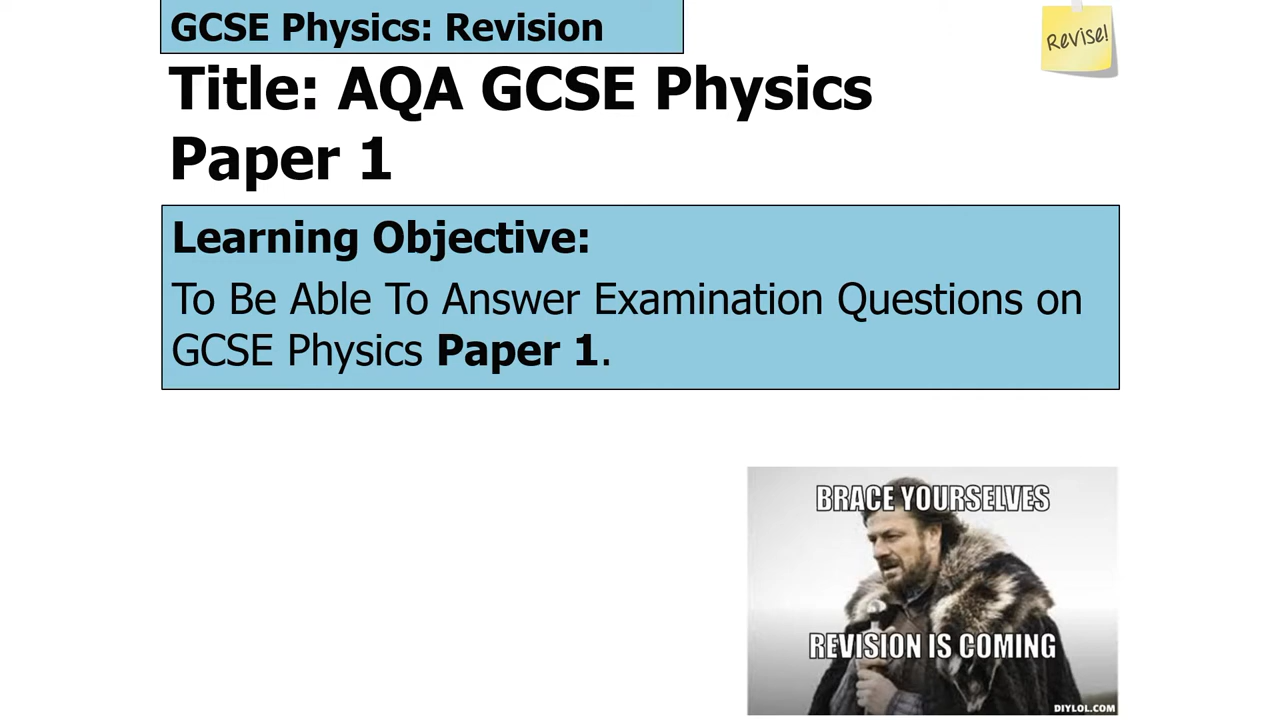 GCSE Physics: Revision
Revise!
Title: AQA GCSE Physics
Paper 1
Learning Objective:
To Be Able To Answer Examination Questions on
GCSE Physics Paper 1.
BRACE YOURSELVES
REVISION IS COMING
DIYLOL.COM